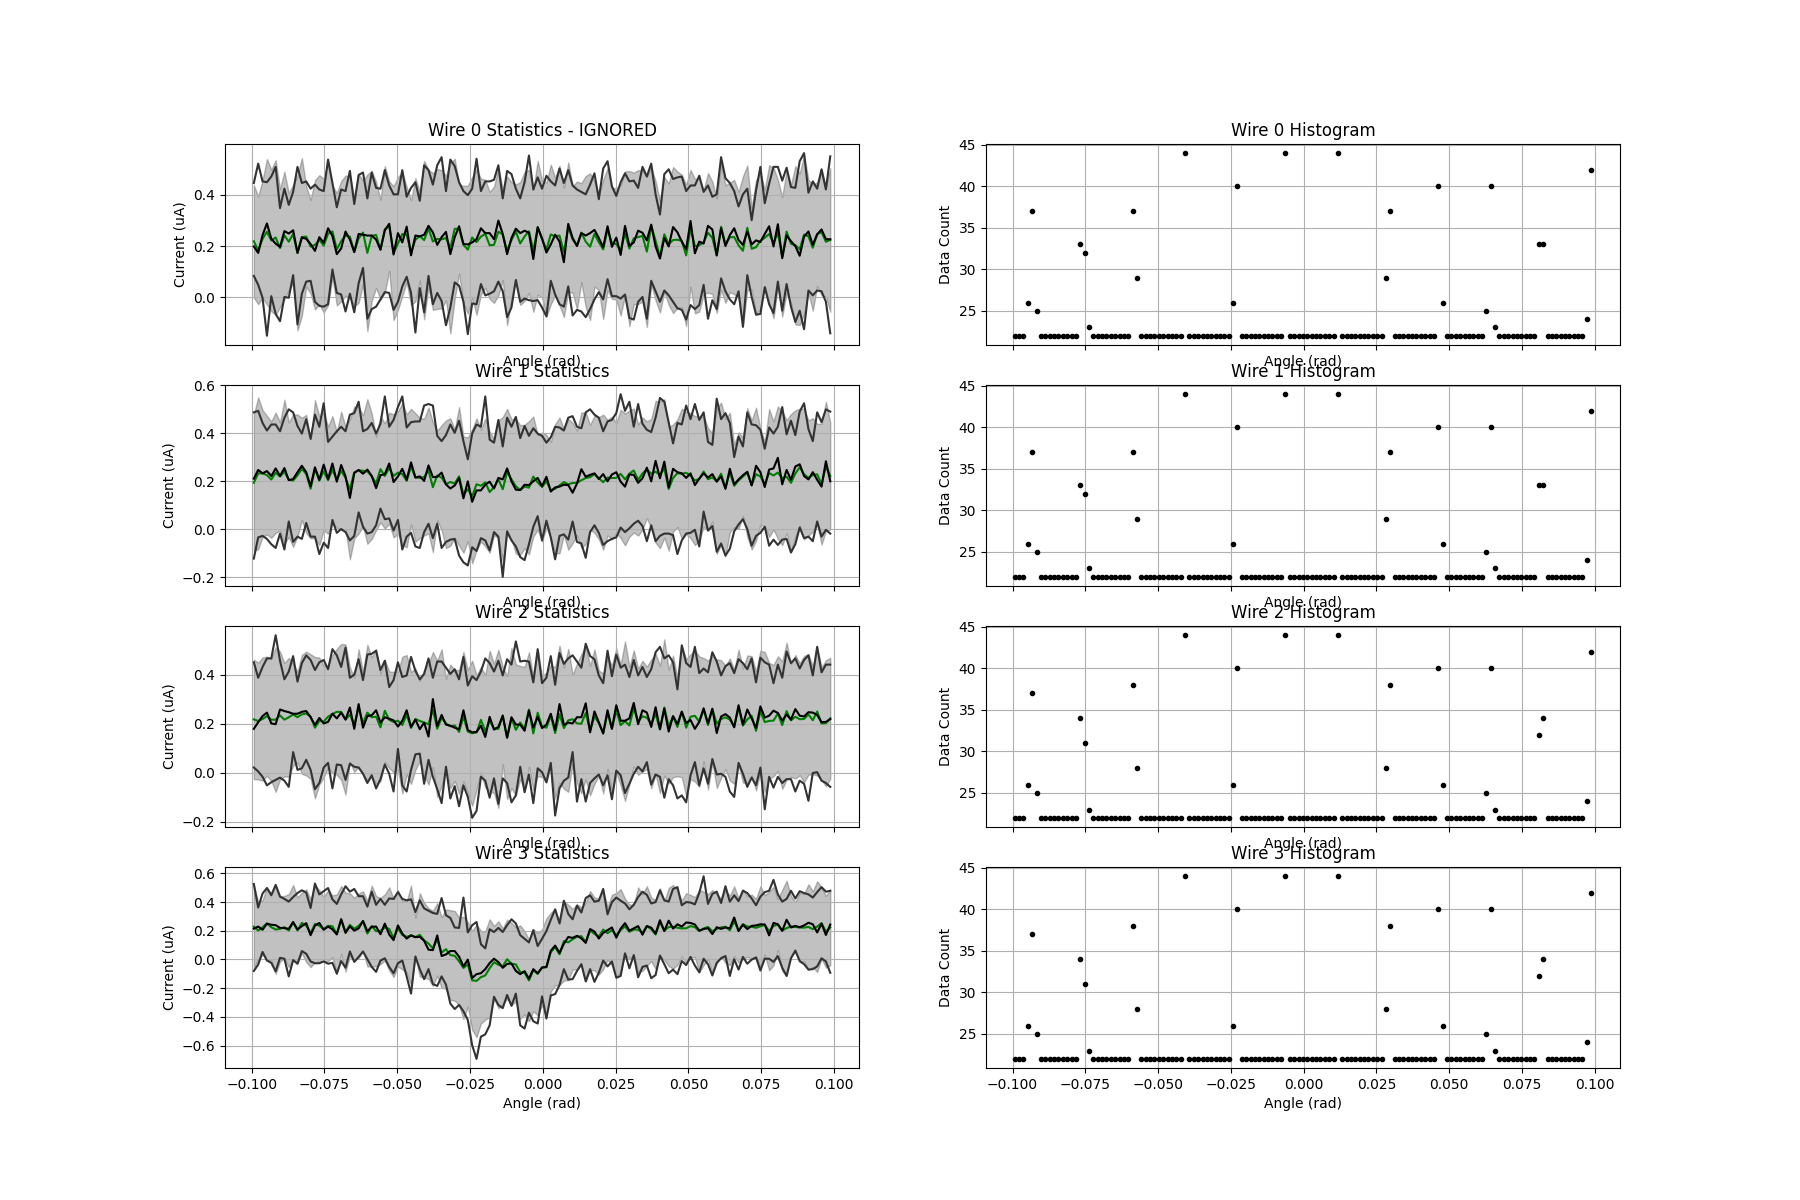 Wire 0 Statistics - IGNORED
Current (uA)
0.4
0.2
0.0
Angle (rad)
Wire 0 Histogram
Data Count
45
40
35
30
25
Angle (rad)
Wire 1 Statistics
Current (uA)
0.6
0.4
0.2
0.0
−0.2
Angle (rad)
Wire 1 Histogram
Data Count
45
40
35
30
25
Angle (rad)
Wire 2 Statistics
Current (uA)
0.4
0.2
0.0
−0.2
Angle (rad)
Wire 2 Histogram
Data Count
45
40
35
30
25
Angle (rad)
Wire 3 Statistics
Current (uA)
0.6
0.4
0.2
0.0
−0.2
−0.4
−0.6
−0.100 −0.075 −0.050 −0.025 0.000 0.025 0.050 0.075 0.100
Angle (rad)
Wire 3 Histogram
Data Count
45
40
35
30
25
−0.100 −0.075 −0.050 −0.025 0.000 0.025 0.050 0.075 0.100
Angle (rad)